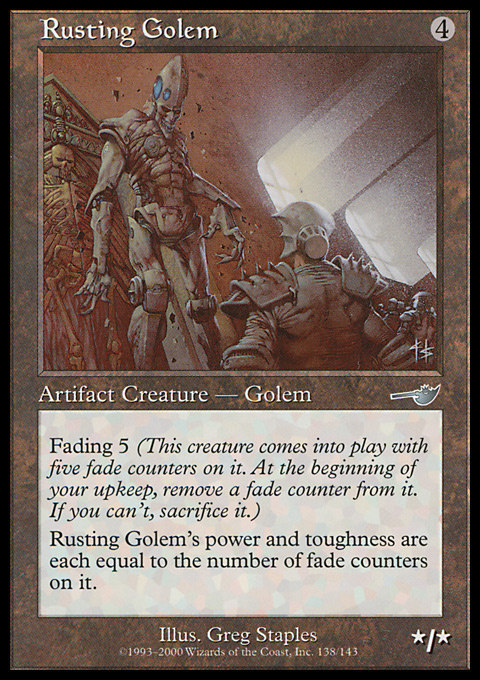 Rusting Golem 4
Artifact Creature — Golem
Fading 5 (This creature comes into play with
five fade counters on it. At the beginning of
your upkeep, remove a fade counter from it.
If you can't, sacrifice it.)
Rusting Golem's power and toughness are
each equal to the number of fade counters
on it.
Illus. Greg Staples
★/★
©1993–2000 Wizards of the Coast, Inc. 138/143